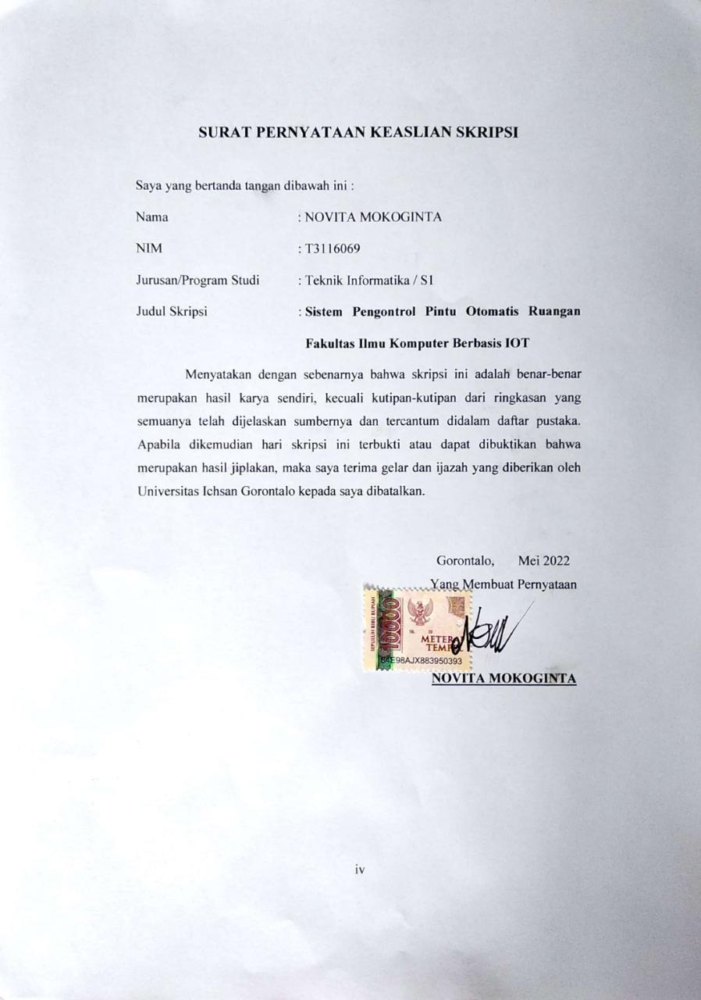 SURAT PERNYATAAN KEASLIAN SKRIPSI
Saya yang bertanda tangan dibawah ini :
Nama : NOVITA MOKOGINTA
NIM : T3116069
Jurusan/Program Studi : Teknik Informatika / S1
Judul Skripsi : Sistem Pengontrol Pintu Otomatis Ruangan
Fakultas Ilmu Komputer Berbasis IOT
Menyatakan dengan sebenarnya bahwa skripsi ini adalah benar-benar
merupakan hasil karya sendiri, kecuali kutipan-kutipan dari ringkasan yang
semuanya telah dijelaskan sumbernya dan tercantum didalam daftar pustaka.
Apabila dikemudian hari skripsi ini terbukti atau dapat dibuktikan bahwa
merupakan hasil jiplakan, maka saya terima gelar dan ijazah yang diberikan oleh
Universitas Ichsan Gorontalo kepada saya dibatalkan.
Gorontalo, Mei 2022
Yang Membuat Pernyataan
SEPULUH RIBU RUPIAH
10000
TGL. 20
METER
TEMP
E98AJX883950393
NOVITA MOKOGINTA
iv